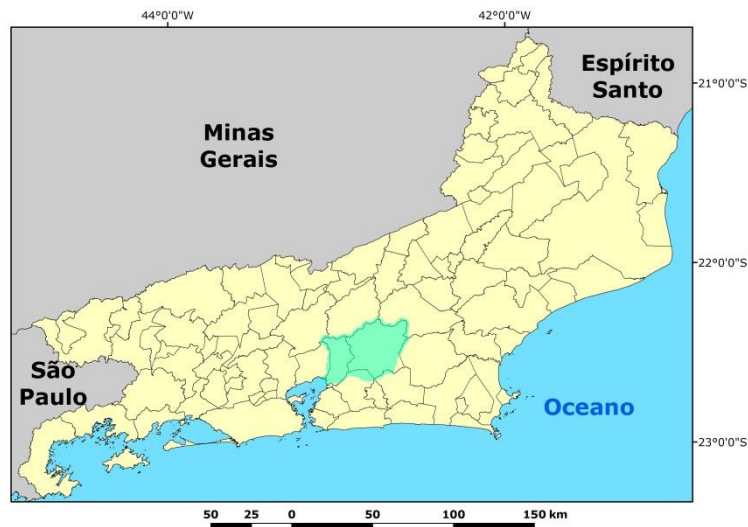 44°0'0"W
42°0'0"W
Espírito
Santo
21°0'0"S
Minas
Gerais
22°0'0"S
São
Paulo
Oceano
23°0'0"S
50 25 0 50 100 150 km